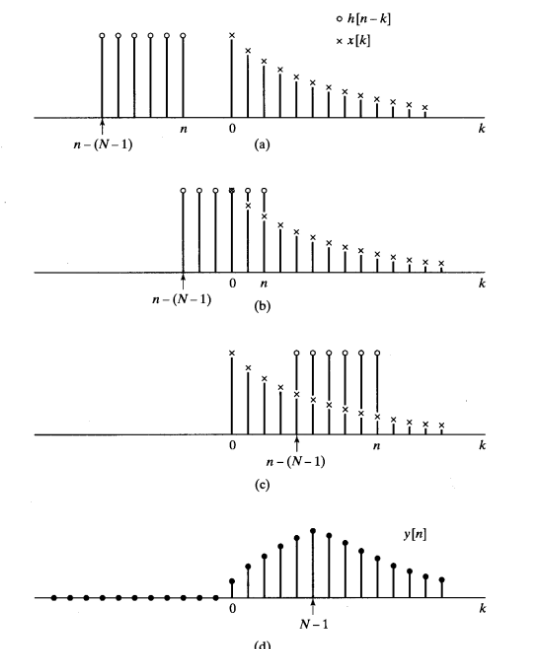 h[n – k]
x[k]
n 0 k
n – (N – 1)
(a)
0 n k
n – (N – 1)
(b)
0 n k
n – (N – 1)
(c)
y[n]
0 k
N – 1
(d)